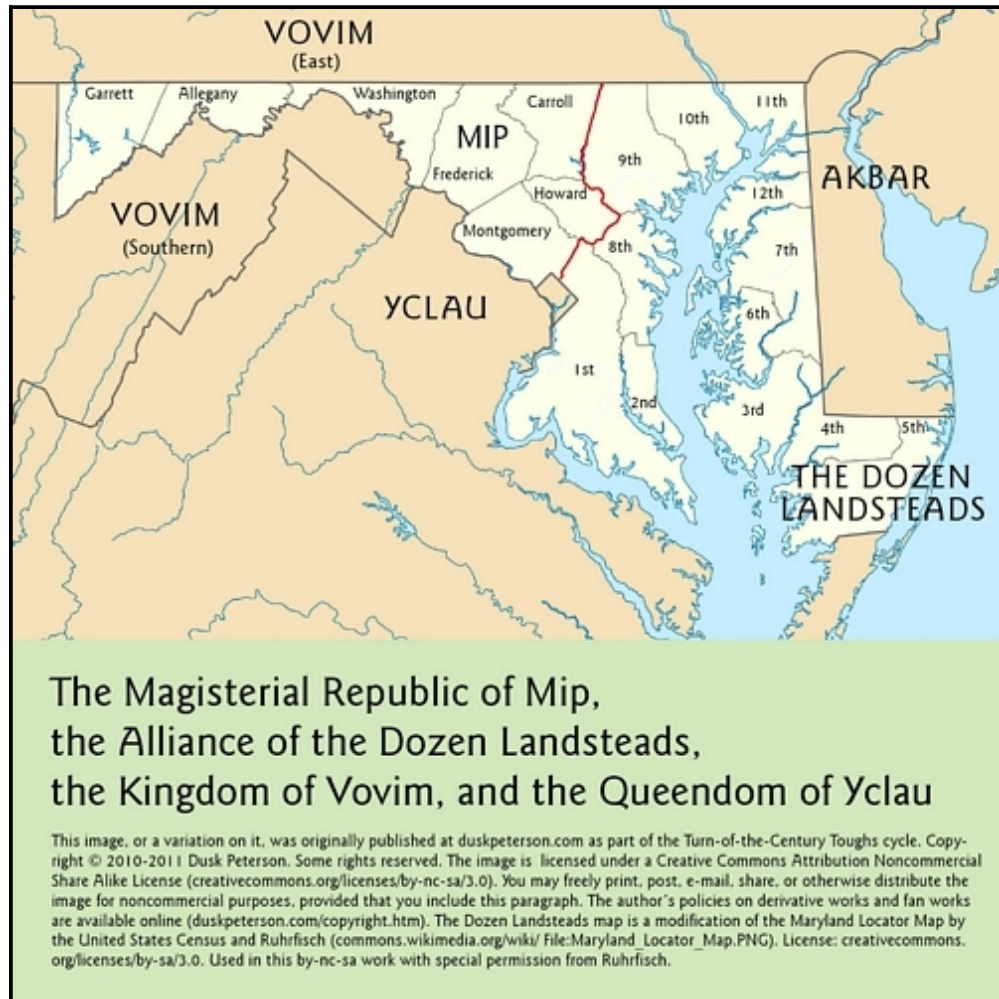 VOVIM
(East)
Garrett
Allegany
Washington
Carroll
10th
11th
MIP
9th
Frederick
Howard
12th
AKBAR
VOVIM
(Southern)
Montgomery
8th
7th
YCLAU
6th
1st
2nd
3rd
4th
5th
THE DOZEN
LANDSTEADS
The Magisterial Republic of Mip,
the Alliance of the Dozen Landsteads,
the Kingdom of Vovim, and the Queendom of Yclau
This image, or a variation on it, was originally published at duskpeterson.com as part of the Turn-of-the-Century Toughs cycle. Copy-
right © 2010-2011 Dusk Peterson. Some rights reserved. The image is licensed under a Creative Commons Attribution Noncommercial
Share Alike License (creativecommons.org/licenses/by-nc-sa/3.0). You may freely print, post, e-mail, share, or otherwise distribute the
image for noncommercial purposes, provided that you include this paragraph. The author's policies on derivative works and fan works
are available online (duskpeterson.com/copyright.htm). The Dozen Landsteads map is a modification of the Maryland Locator Map by
the United States Census and Ruhrfisch (commons.wikimedia.org/wiki/ File:Maryland_Locator_Map.PNG). License: creativecommons.
org/licenses/by-sa/3.0. Used in this by-nc-sa work with special permission from Ruhrfisch.